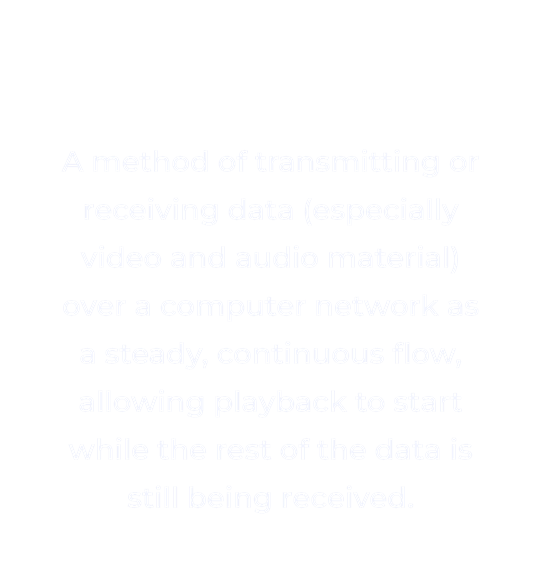 A method of transmitting or
receiving data (especially
video and audio material)
over a computer network as
a steady, continuous flow,
allowing playback to start
while the rest of the data is
still being received.